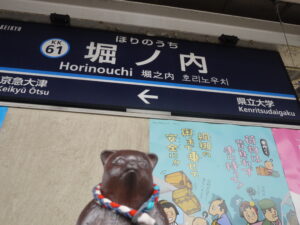 KEIKYU
KK
61
ほりのうち
堀ノ内
Horinouchi 堀之内 호리노우치
京急大津
Keikyū Ōtsu
県立大学
Kenritsudaigaku